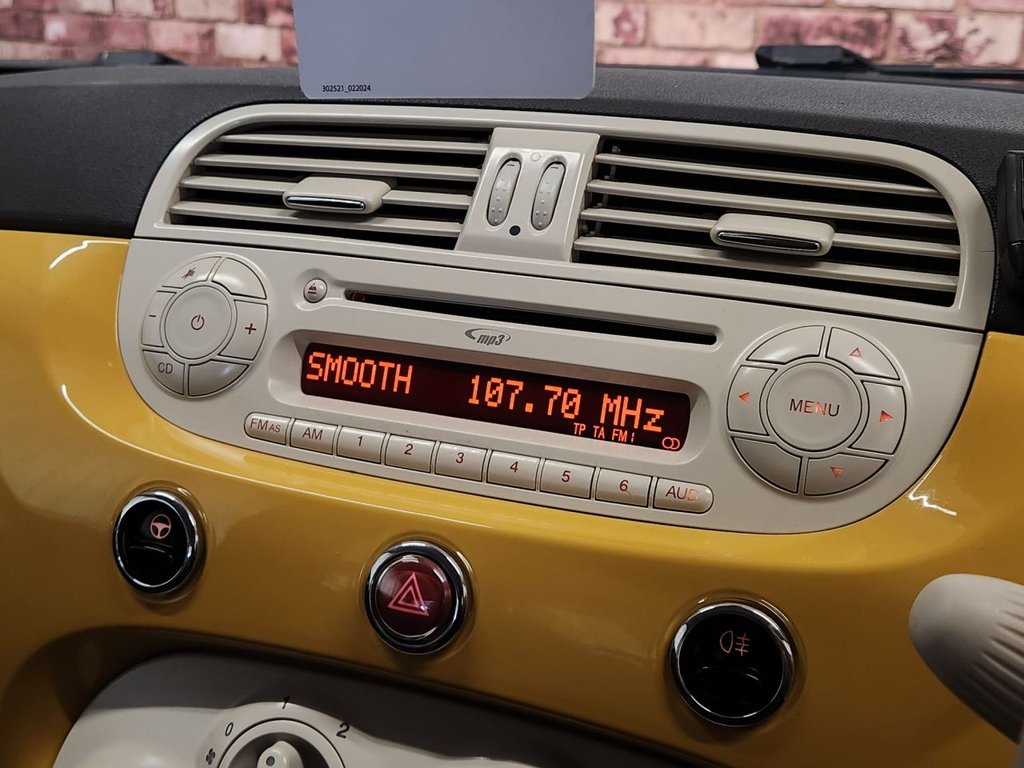 302521_022024
mp3
CD
SMOOTH 107.70 MHz
TP TA FM1
MENU
FM AS AM 1 2 3 4 5 6 AUD
0 1 2